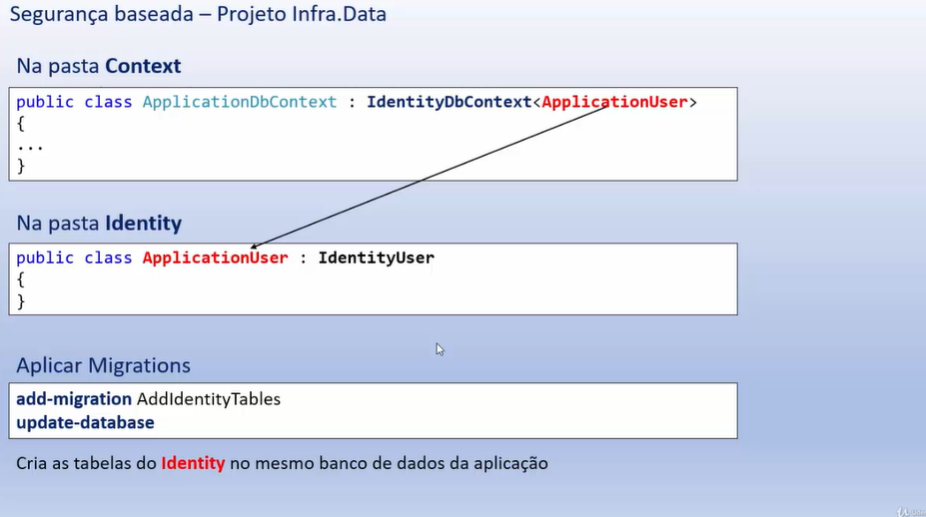 Segurança baseada – Projeto Infra.Data
Na pasta Context
public class ApplicationDbContext : IdentityDbContext<ApplicationUser>
{
...
}
Na pasta Identity
public class ApplicationUser : IdentityUser
{
}
Aplicar Migrations
add-migration AddIdentityTables
update-database
Cria as tabelas do Identity no mesmo banco de dados da aplicação